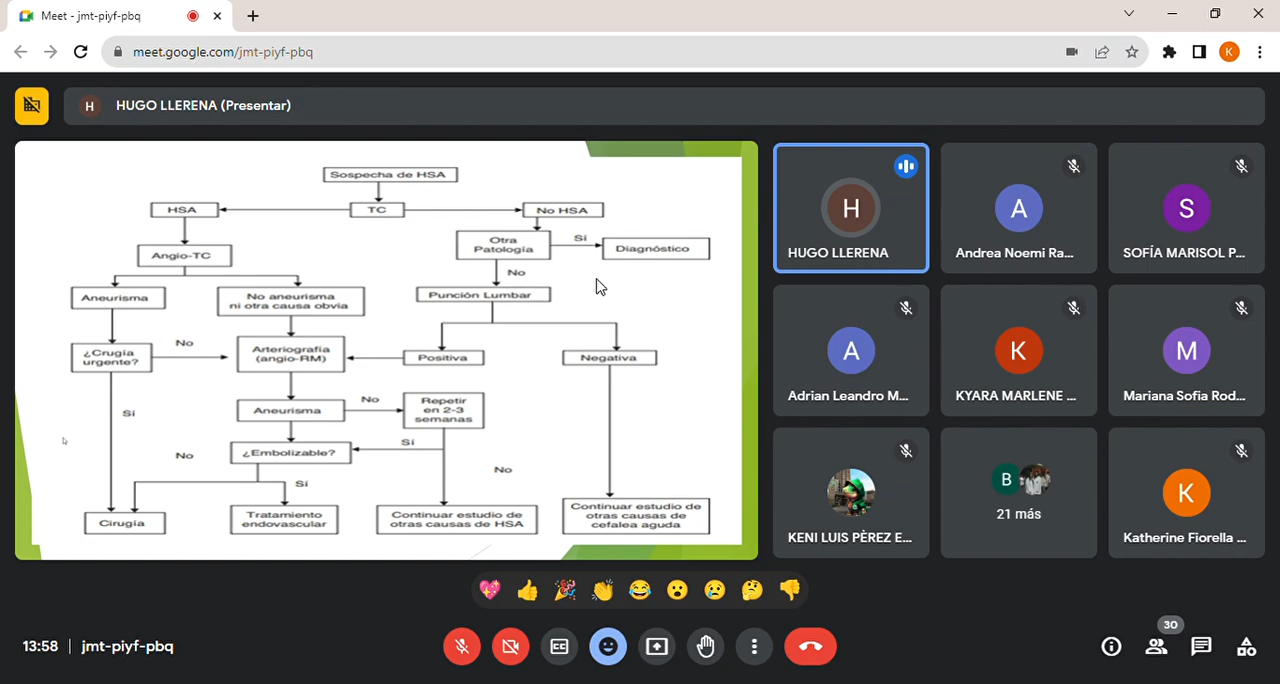 Meet - jmt-piyf-pbq
meet.google.com/jmt-piyf-pbq
K
H
HUGO LLERENA (Presentar)
Sospecha de HSA
HSA
TC
No HSA
Otra
Patología
Sí
Diagnóstico
Angio-TC
No
Aneurisma
No aneurisma
ni otra causa obvia
Punción Lumbar
¿Crugía
urgente?
No
Arteriografía
(angio-RM)
Positiva
Negativa
Sí
Aneurisma
No
Repetir
en 2-3
semanas
No
¿Embolizable?
Sí
No
Sí
Cirugía
Tratamiento
endovascular
Continuar estudio de
otras causas de HSA
Continuar estudio de
otras causas de
cefalea aguda
H
HUGO LLERENA
A
Andrea Noemi Ra...
S
SOFÍA MARISOL P...
A
Adrian Leandro M...
K
KYARA MARLENE ...
M
Mariana Sofia Rod...
KENI LUIS PÈREZ E...
B
21 más
K
Katherine Fiorella ...
13:58 | jmt-piyf-pbq
30